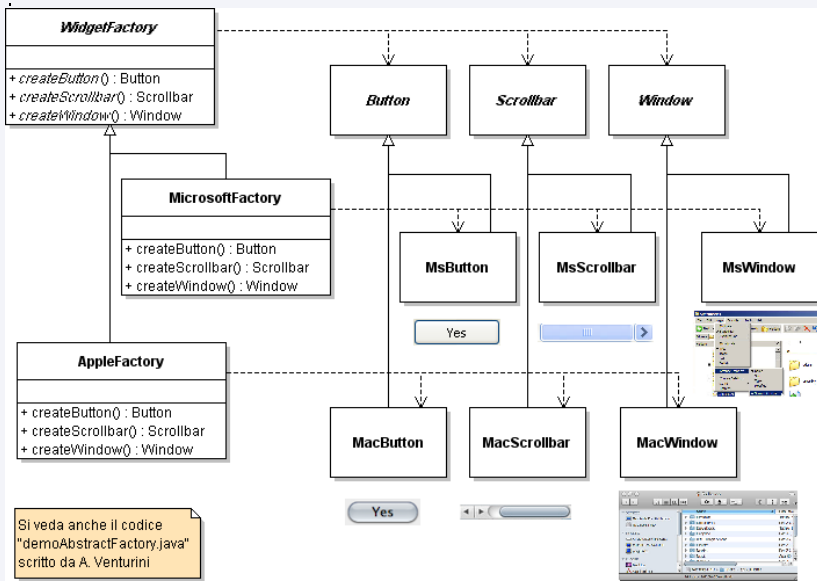 WidgetFactory
+ createButton() : Button
+ createScrollbar() : Scrollbar
+ createWindow() : Window
Button
Scrollbar
Window
MicrosoftFactory
+ createButton() : Button
+ createScrollbar() : Scrollbar
+ createWindow() : Window
MsButton
MsScrollbar
MsWindow
Yes
AppleFactory
+ createButton() : Button
+ createScrollbar() : Scrollbar
+ createWindow() : Window
MacButton
MacScrollbar
MacWindow
Yes
Si veda anche il codice
"demoAbstractFactory.java"
scritto da A. Venturini